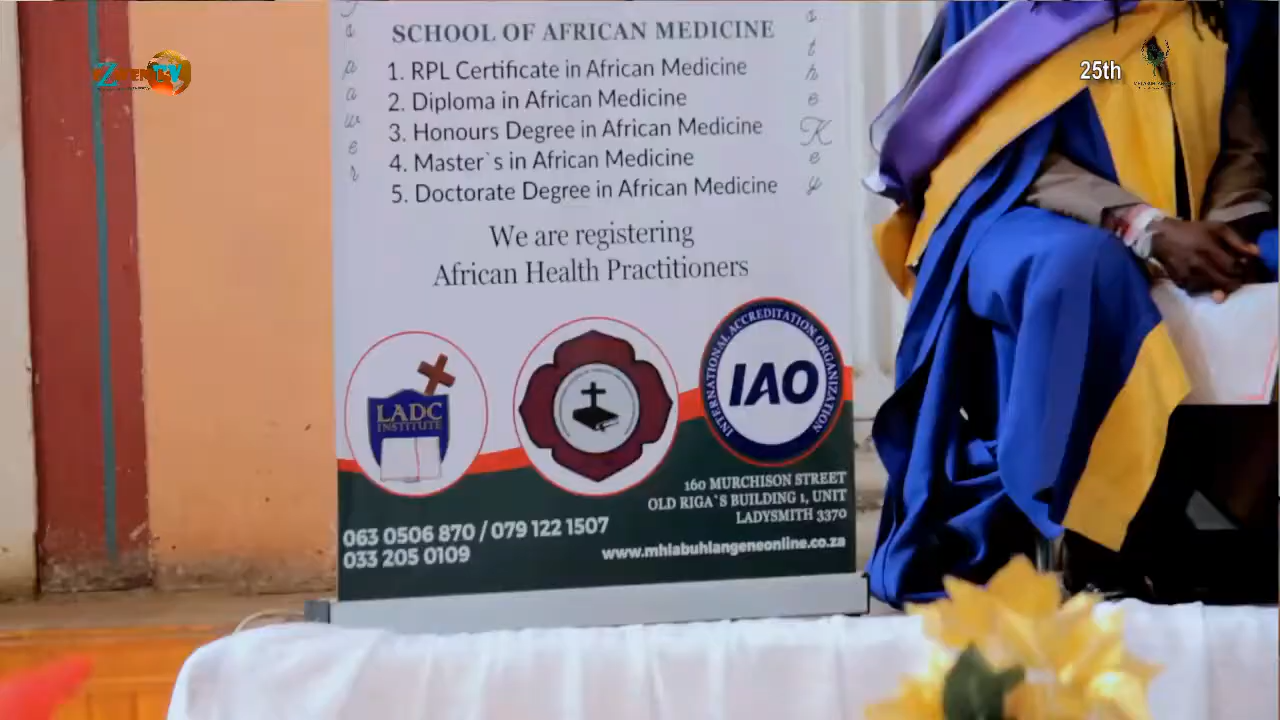 SCHOOL OF AFRICAN MEDICINE
1. RPL Certificate in African Medicine
2. Diploma in African Medicine
3. Honours Degree in African Medicine
4. Master`s in African Medicine
5. Doctorate Degree in African Medicine
We are registering
African Health Practitioners
LADC
INSTITUTE
INTERNATIONAL ACCREDITATION ORGANIZATION
IAO
160 MURCHISON STREET
OLD RIGA`S BUILDING 1, UNIT
LADYSMITH 3370
063 0506 870 / 079 122 1507
033 205 0109
www.mhlabuhlangeneonline.co.za
25th